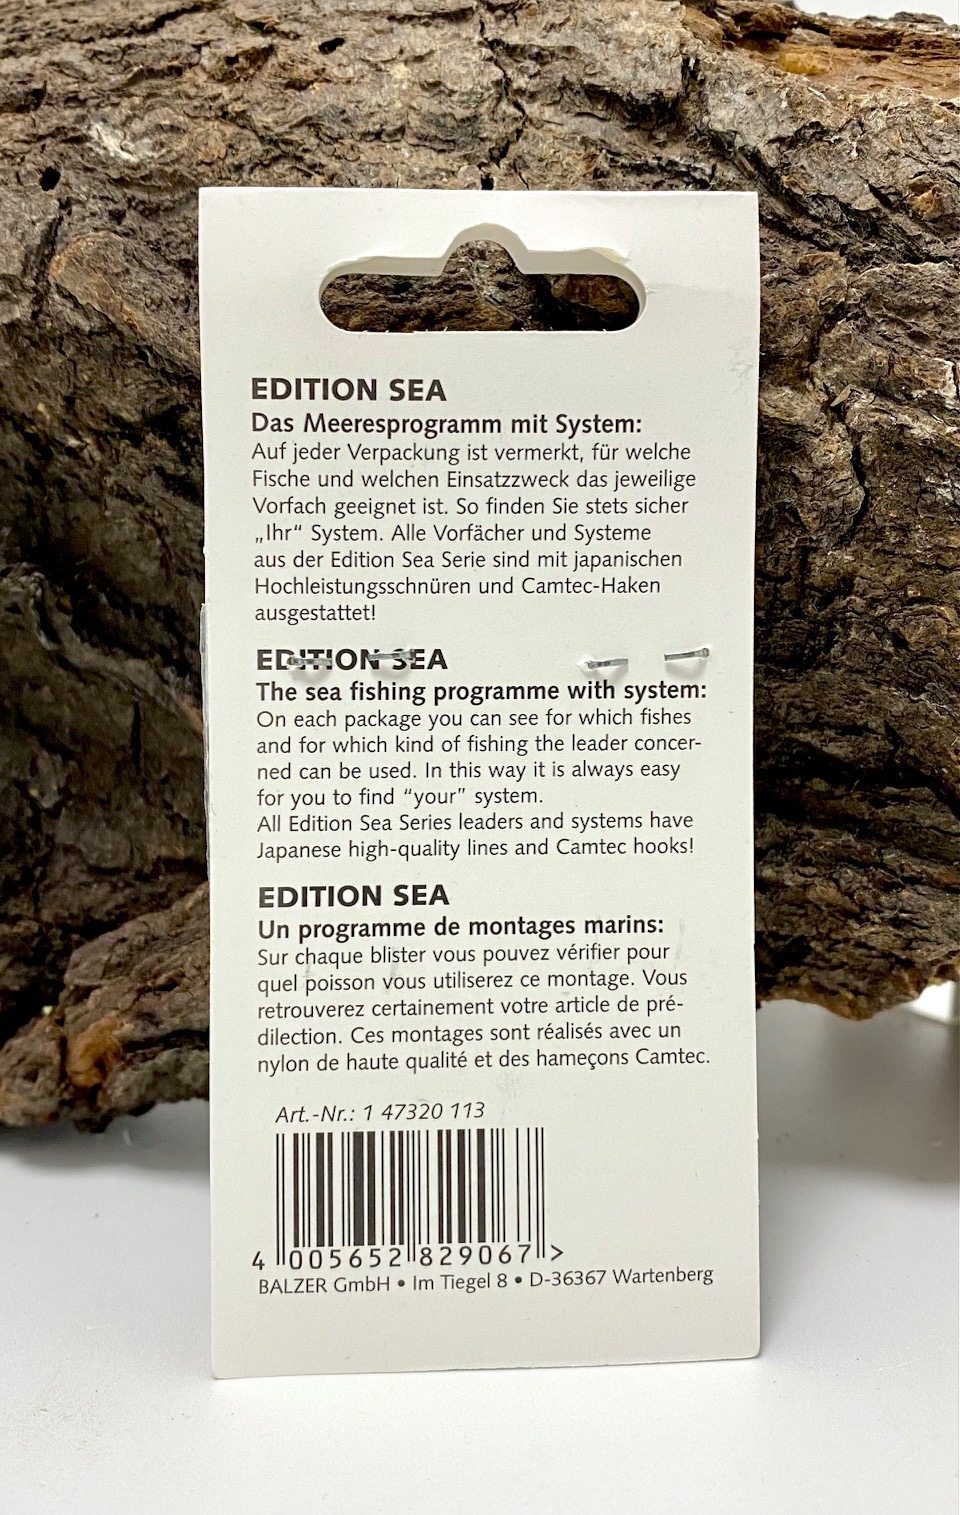 EDITION SEA
Das Meeresprogramm mit System:
Auf jeder Verpackung ist vermerkt, für welche
Fische und welchen Einsatzzweck das jeweilige
Vorfach geeignet ist. So finden Sie stets sicher
„Ihr“ System. Alle Vorfächer und Systeme
aus der Edition Sea Serie sind mit japanischen
Hochleistungsschnüren und Camtec-Haken
ausgestattet!
EDITION SEA
The sea fishing programme with system:
On each package you can see for which fishes
and for which kind of fishing the leader concer-
ned can be used. In this way it is always easy
for you to find “your” system.
All Edition Sea Series leaders and systems have
Japanese high-quality lines and Camtec hooks!
EDITION SEA
Un programme de montages marins:
Sur chaque blister vous pouvez vérifier pour
quel poisson vous utiliserez ce montage. Vous
retrouverez certainement votre article de pré-
dilection. Ces montages sont réalisés avec un
nylon de haute qualité et des hameçons Camtec.
Art.-Nr.: 1 47320 113
4 005652 829067 >
BALZER GmbH • Im Tiegel 8 • D-36367 Wartenberg